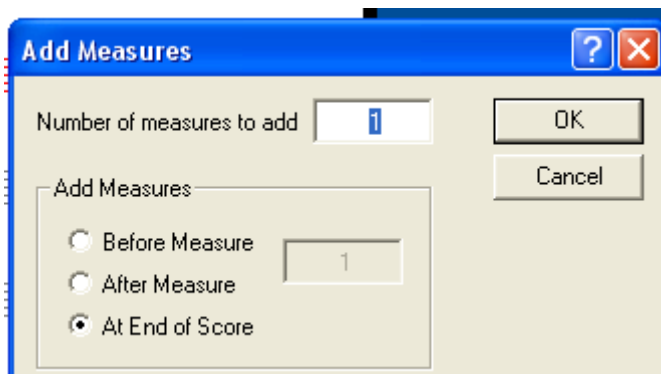 Add Measures
Number of measures to add 1 OK
Cancel
Add Measures
Before Measure
1
After Measure
At End of Score